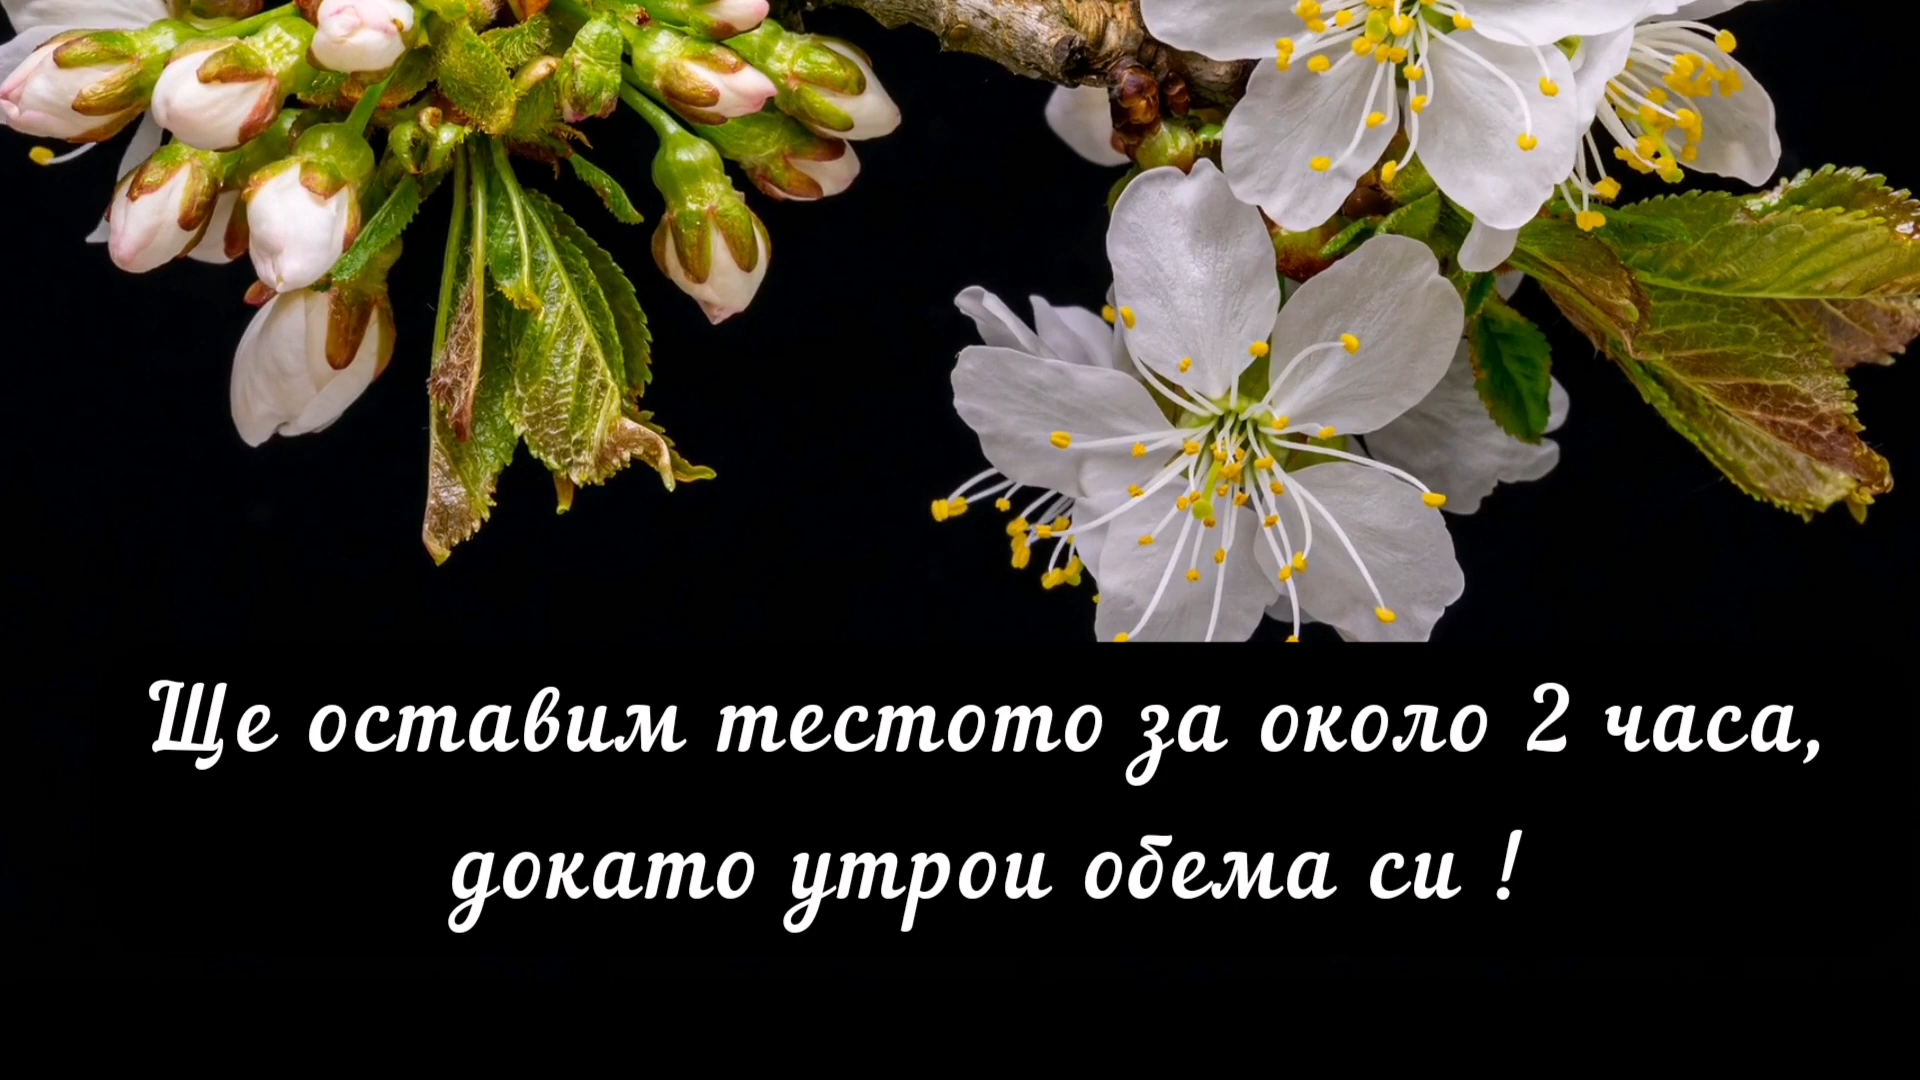 Ще оставим тестото за около 2 часа,
докато утрои обема си !